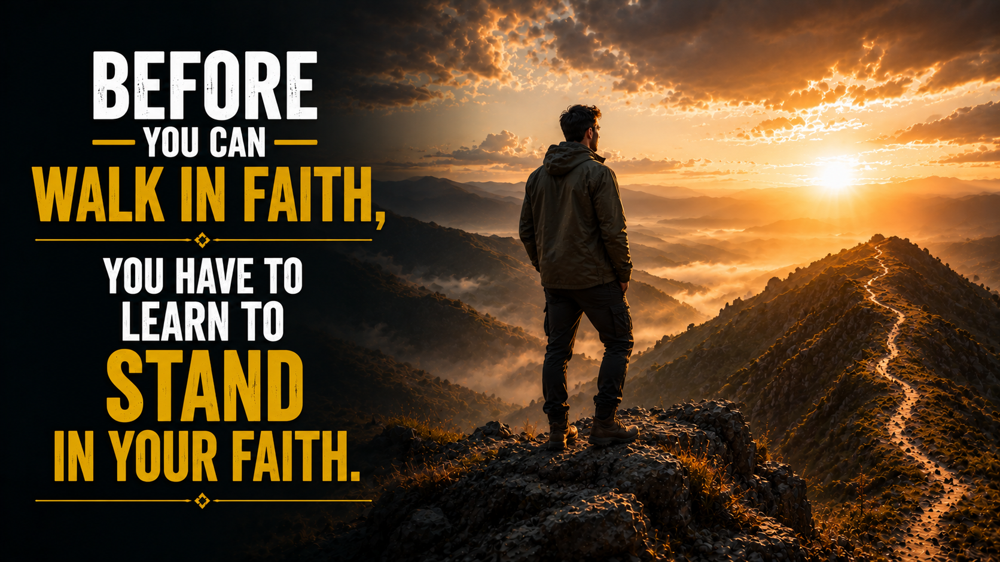 BEFORE
YOU CAN
WALK IN FAITH,
YOU HAVE TO
LEARN TO
STAND
IN YOUR FAITH.